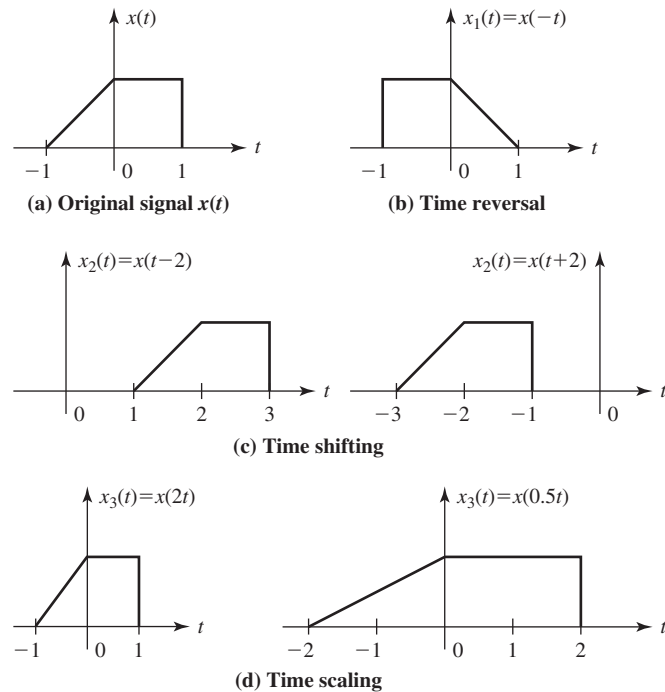 x(t)
x₁(t)=x(−t)
t
t
−1
0
1
−1
0
1
(a) Original signal x(t)
(b) Time reversal
x₂(t)=x(t−2)
x₂(t)=x(t+2)
t
t
0
1
2
3
−3
−2
−1
0
(c) Time shifting
x₃(t)=x(2t)
x₃(t)=x(0.5t)
t
t
−1
0
1
−2
−1
0
1
2
(d) Time scaling